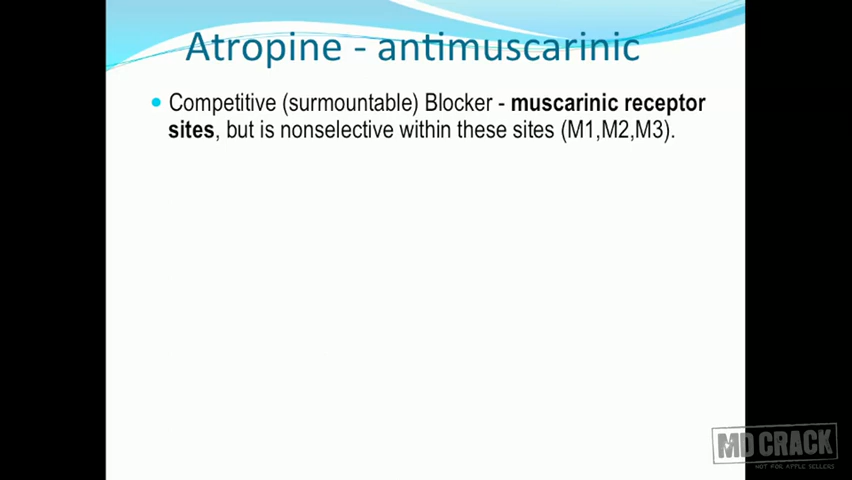 Atropine - antimuscarinic
• Competitive (surmountable) Blocker - muscarinic receptor
sites, but is nonselective within these sites (M1,M2,M3).
MD CRACK
NOT FOR APPLE SELLERS